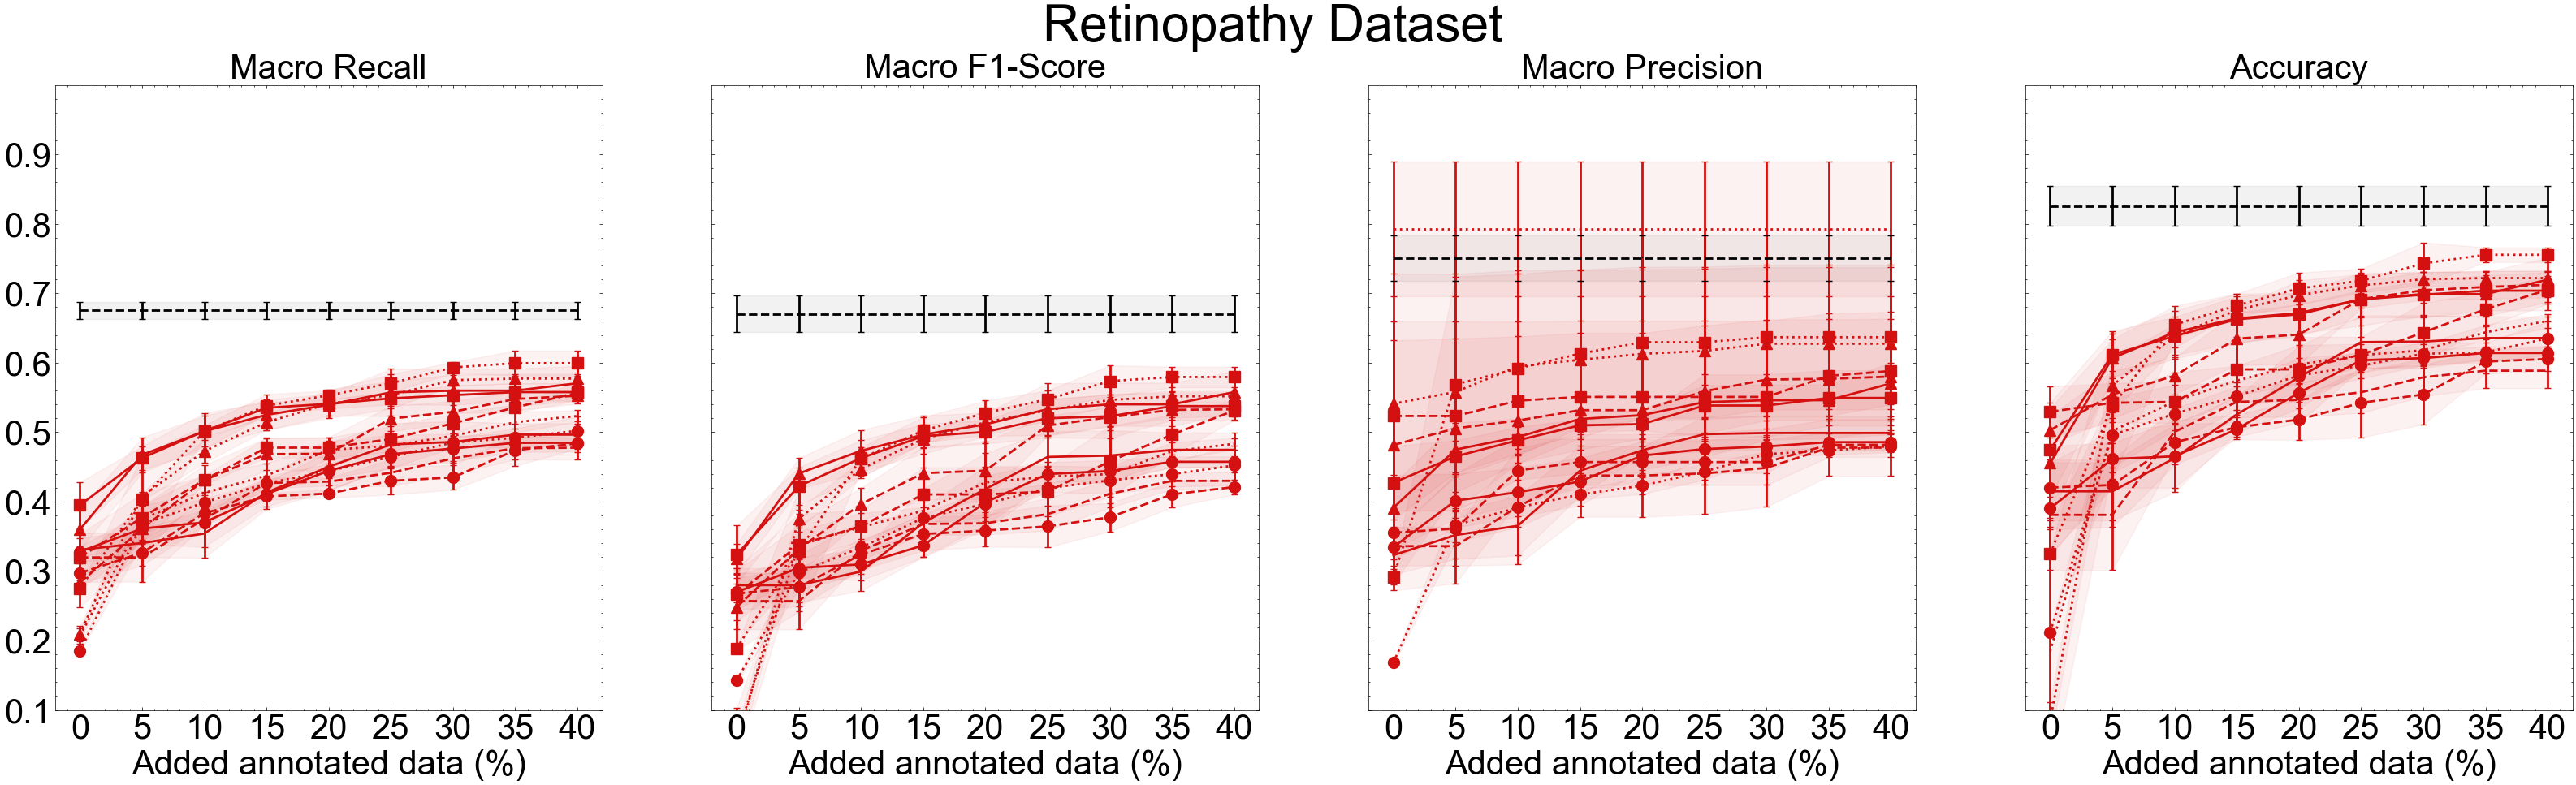 Retinopathy Dataset
Macro Recall
Macro F1-Score
Macro Precision
Accuracy
0.9
0.8
0.7
0.6
0.5
0.4
0.3
0.2
0.1
0 5 10 15 20 25 30 35 40
0 5 10 15 20 25 30 35 40
0 5 10 15 20 25 30 35 40
0 5 10 15 20 25 30 35 40
Added annotated data (%)
Added annotated data (%)
Added annotated data (%)
Added annotated data (%)